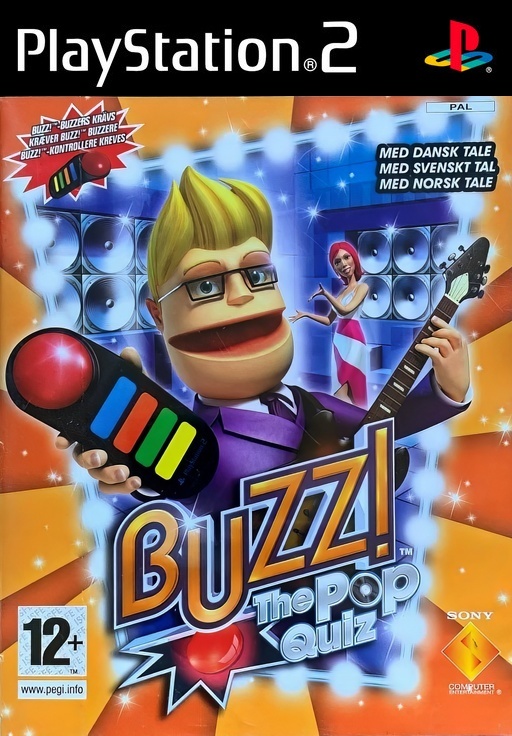 PlayStation®2
PAL
BUZZ!™-BUZZERS KRÄVS
KRÆVER BUZZ!™ BUZZERE
BUZZ!™-KONTROLLERE KREVES
MED DANSK TALE
MED SVENSKT TAL
MED NORSK TALE
BUZZ!™
The POP
Quiz
12+
™
www.pegi.info
SONY
COMPUTER
ENTERTAINMENT®